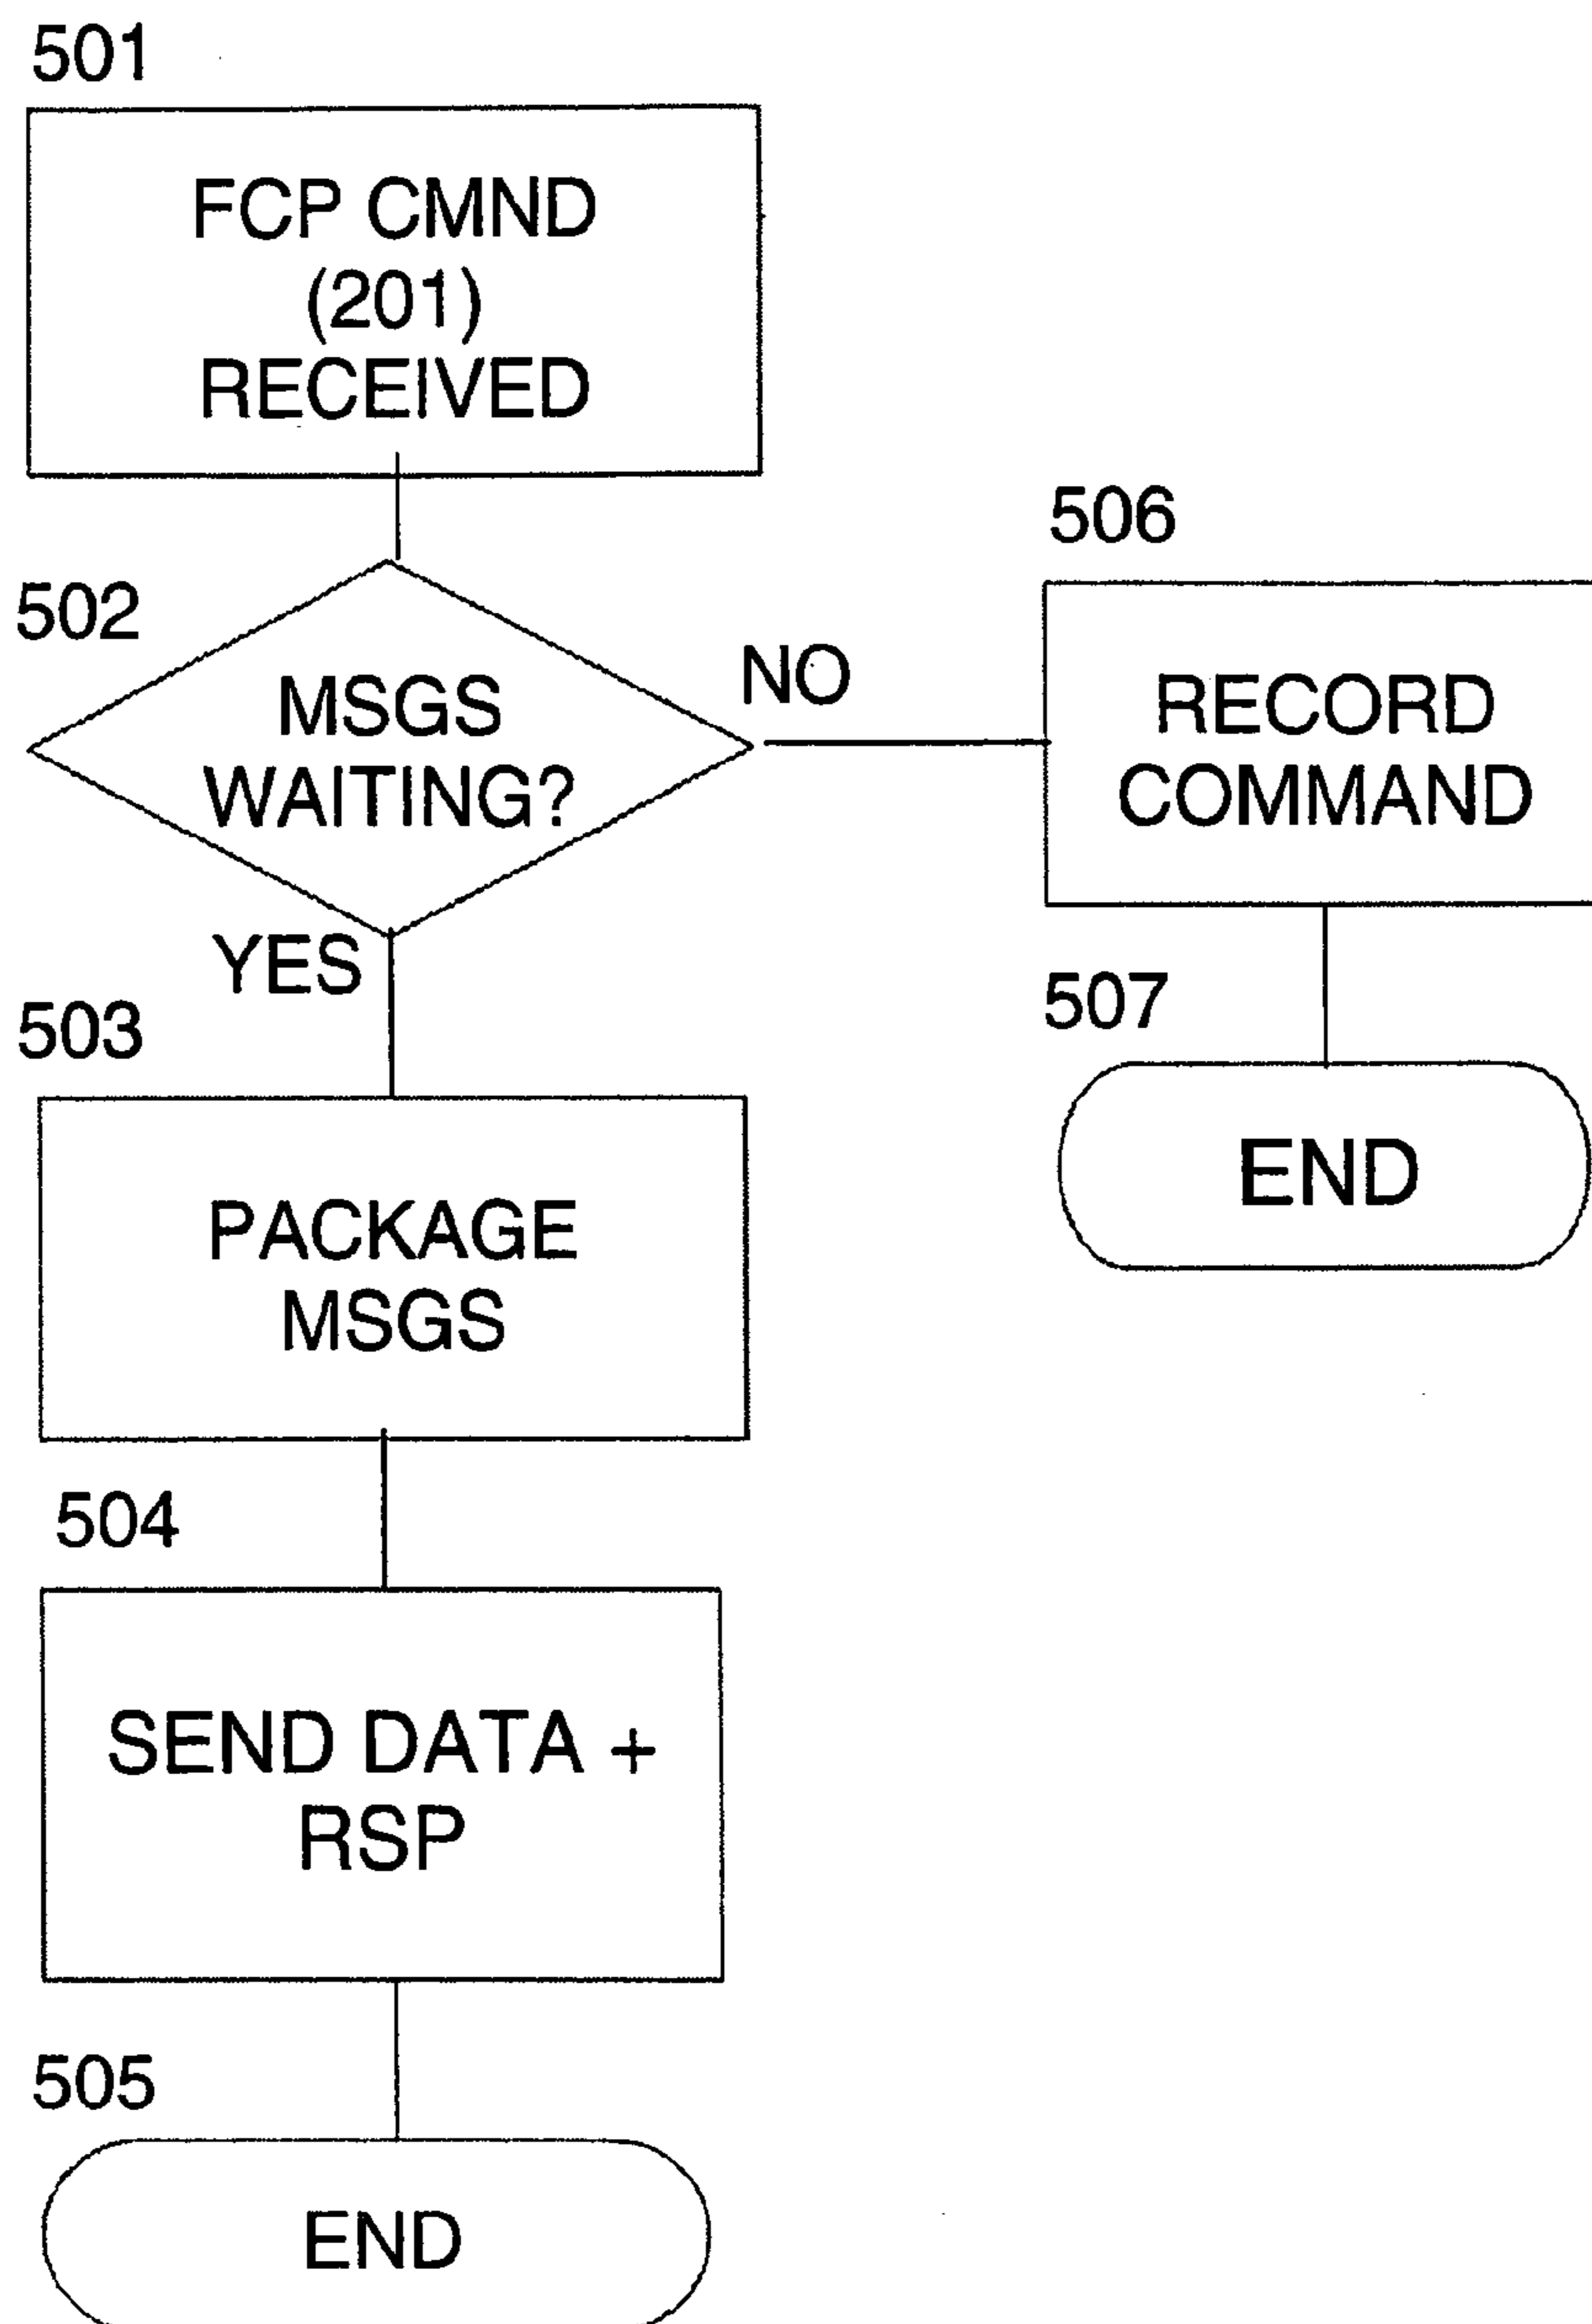 501
FCP CMND
(201)
RECEIVED
502
MSGS
WAITING?
NO
YES
506
RECORD
COMMAND
507
END
503
PACKAGE
MSGS
504
SEND DATA +
RSP
505
END